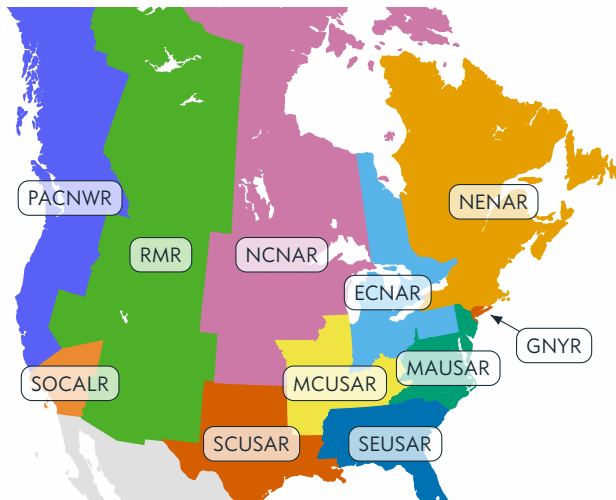 PACNWR
NENAR
RMR
NCNAR
ECNAR
GNYR
MAUSAR
SOCALR
MCUSAR
SCUSAR
SEUSAR